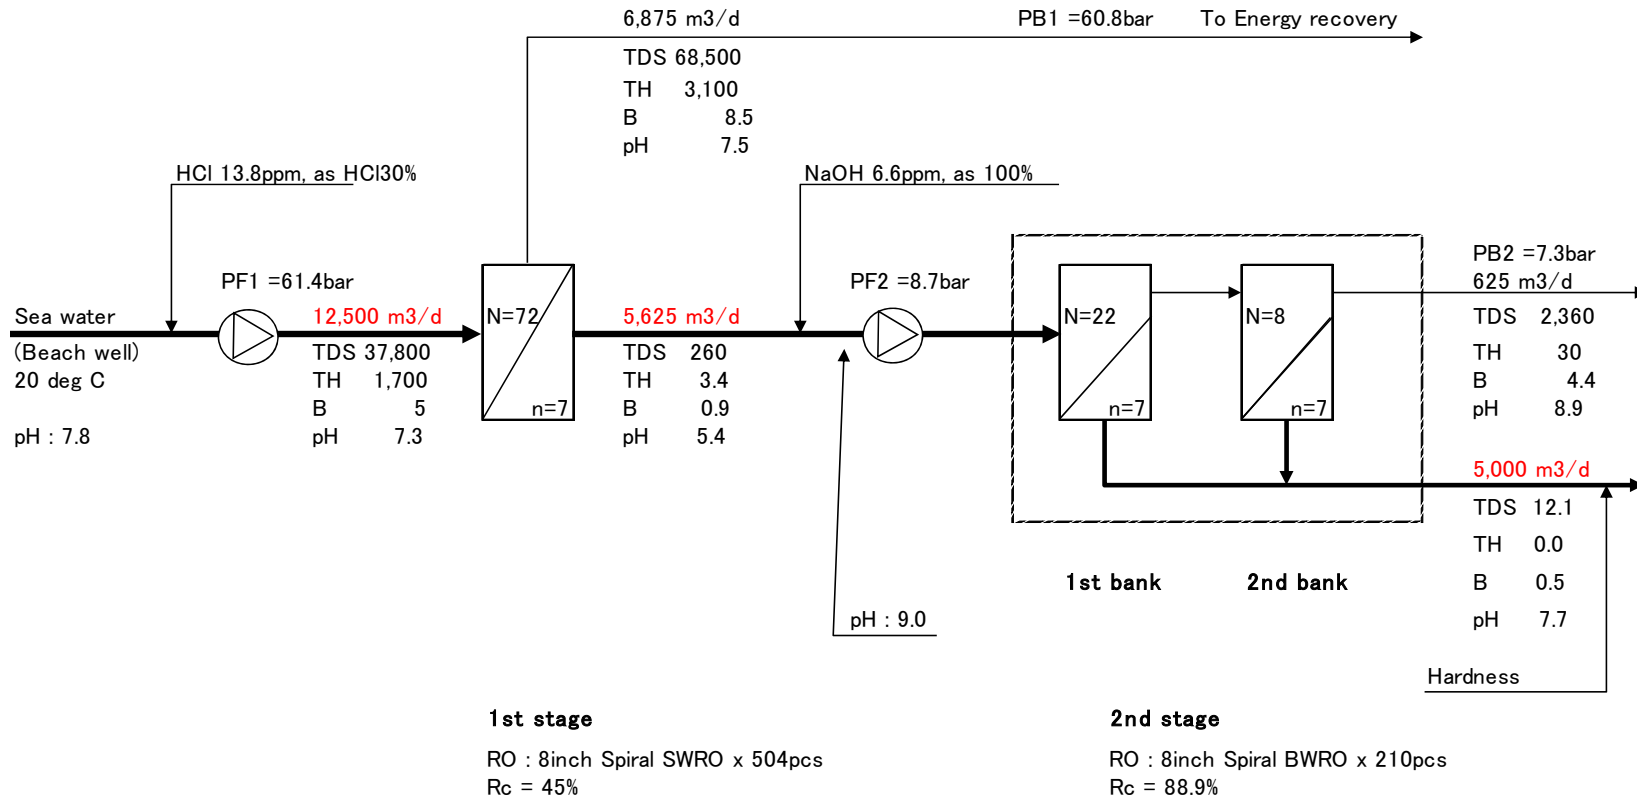 6,875 m3/d
PB1 =60.8bar
To Energy recovery
TDS 68,500
TH 3,100
B 8.5
pH 7.5
HCl 13.8ppm, as HCl30%
NaOH 6.6ppm, as 100%
PF1 =61.4bar
PF2 =8.7bar
PB2 =7.3bar
625 m3/d
TDS 2,360
TH 30
B 4.4
pH 8.9
Sea water
(Beach well)
20 deg C
pH : 7.8
12,500 m3/d
TDS 37,800
TH 1,700
B 5
pH 7.3
N=72
n=7
5,625 m3/d
TDS 260
TH 3.4
B 0.9
pH 5.4
N=22
n=7
N=8
n=7
5,000 m3/d
TDS 12.1
TH 0.0
B 0.5
pH 7.7
1st bank
2nd bank
pH : 9.0
Hardness
1st stage
RO : 8inch Spiral SWRO x 504pcs
Rc = 45%
2nd stage
RO : 8inch Spiral BWRO x 210pcs
Rc = 88.9%